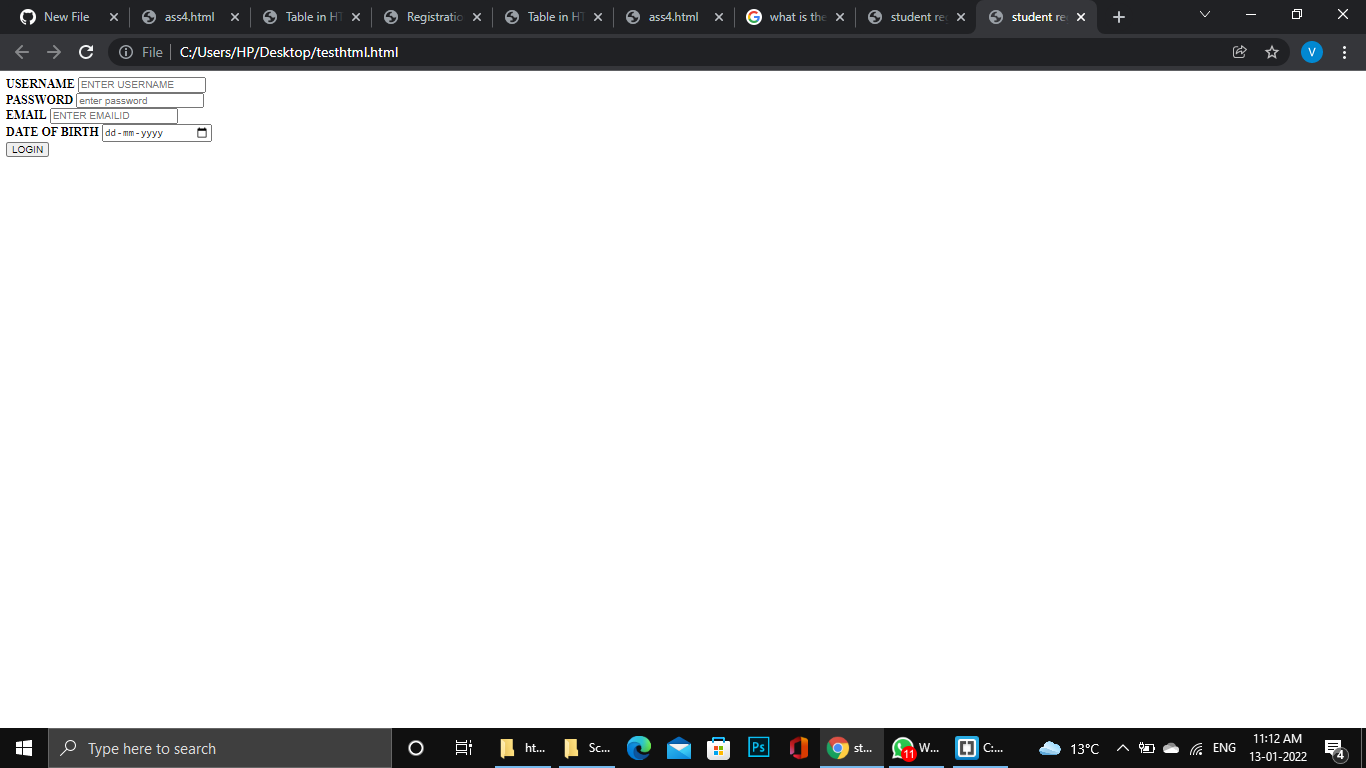 New File
ass4.html
Table in HT
Registratio
Table in HT
ass4.html
what is the
student reg
student reg
File
C:/Users/HP/Desktop/testhtml.html
V
USERNAME ENTER USERNAME
PASSWORD enter password
EMAIL ENTER EMAILID
DATE OF BIRTH dd-mm-yyyy
LOGIN
Type here to search
ht...
Sc...
Ps
st...
11
W...
C:...
13°C
ENG
11:12 AM
13-01-2022
4